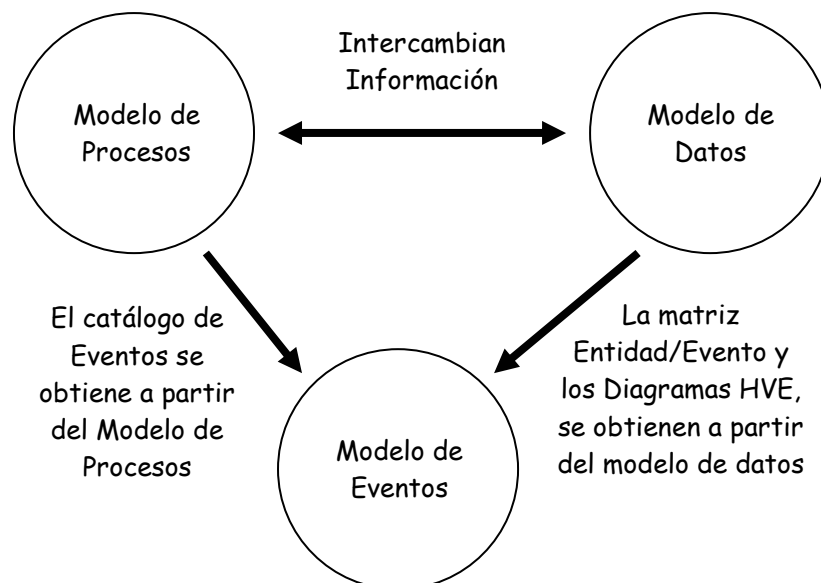 Intercambian
Información
Modelo de
Procesos
Modelo de
Datos
El catálogo de
Eventos se
obtiene a partir
del Modelo de
Procesos
La matriz
Entidad/Evento y
los Diagramas HVE,
se obtienen a partir
del modelo de datos
Modelo de
Eventos